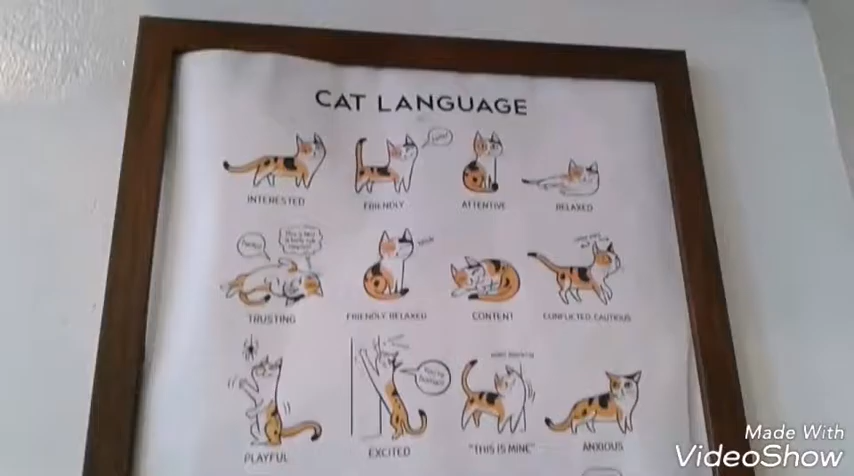 CAT LANGUAGE
INTERESTED
FRIENDLY
ATTENTIVE
RELAXED
TRUSTING
FRIENDLY RELAXED
CONTENT
CONFLICTED, CAUTIOUS
PLAYFUL
EXCITED
"THIS IS MINE"
ANXIOUS
Made With
VideoShow